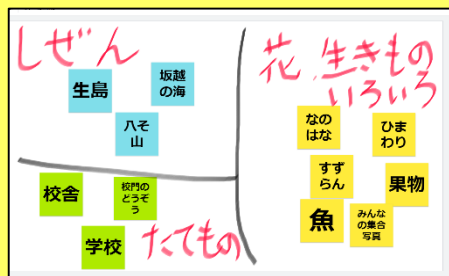 しぜん
生島
坂越
の海
八そ
山
校舎
校門の
どうぞ
う
学校
たてもの
花、生きもの
いろいろ
なの
はな
ひま
わり
すず
らん
果物
魚
みんな
の集合
写真